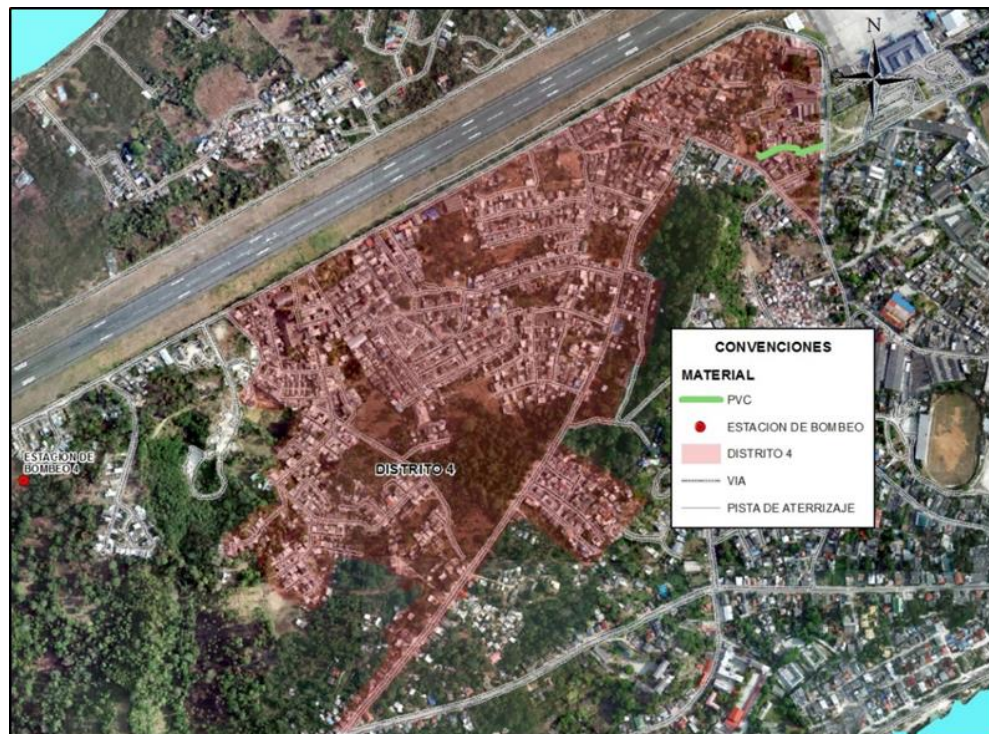 N
ESTACION DE
BOMBEO 4
DISTRITO 4
CONVENCIONES
MATERIAL
PVC
ESTACION DE BOMBEO
DISTRITO 4
VIA
PISTA DE ATERRIZAJE